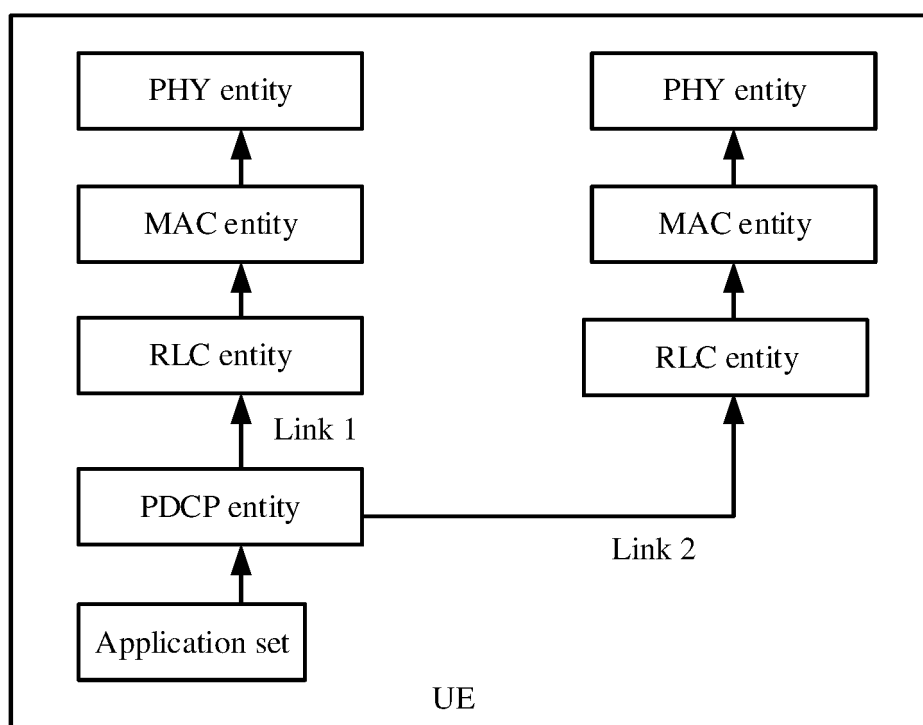 PHY entity
PHY entity
MAC entity
MAC entity
RLC entity
RLC entity
Link 1
PDCP entity
Link 2
Application set
UE